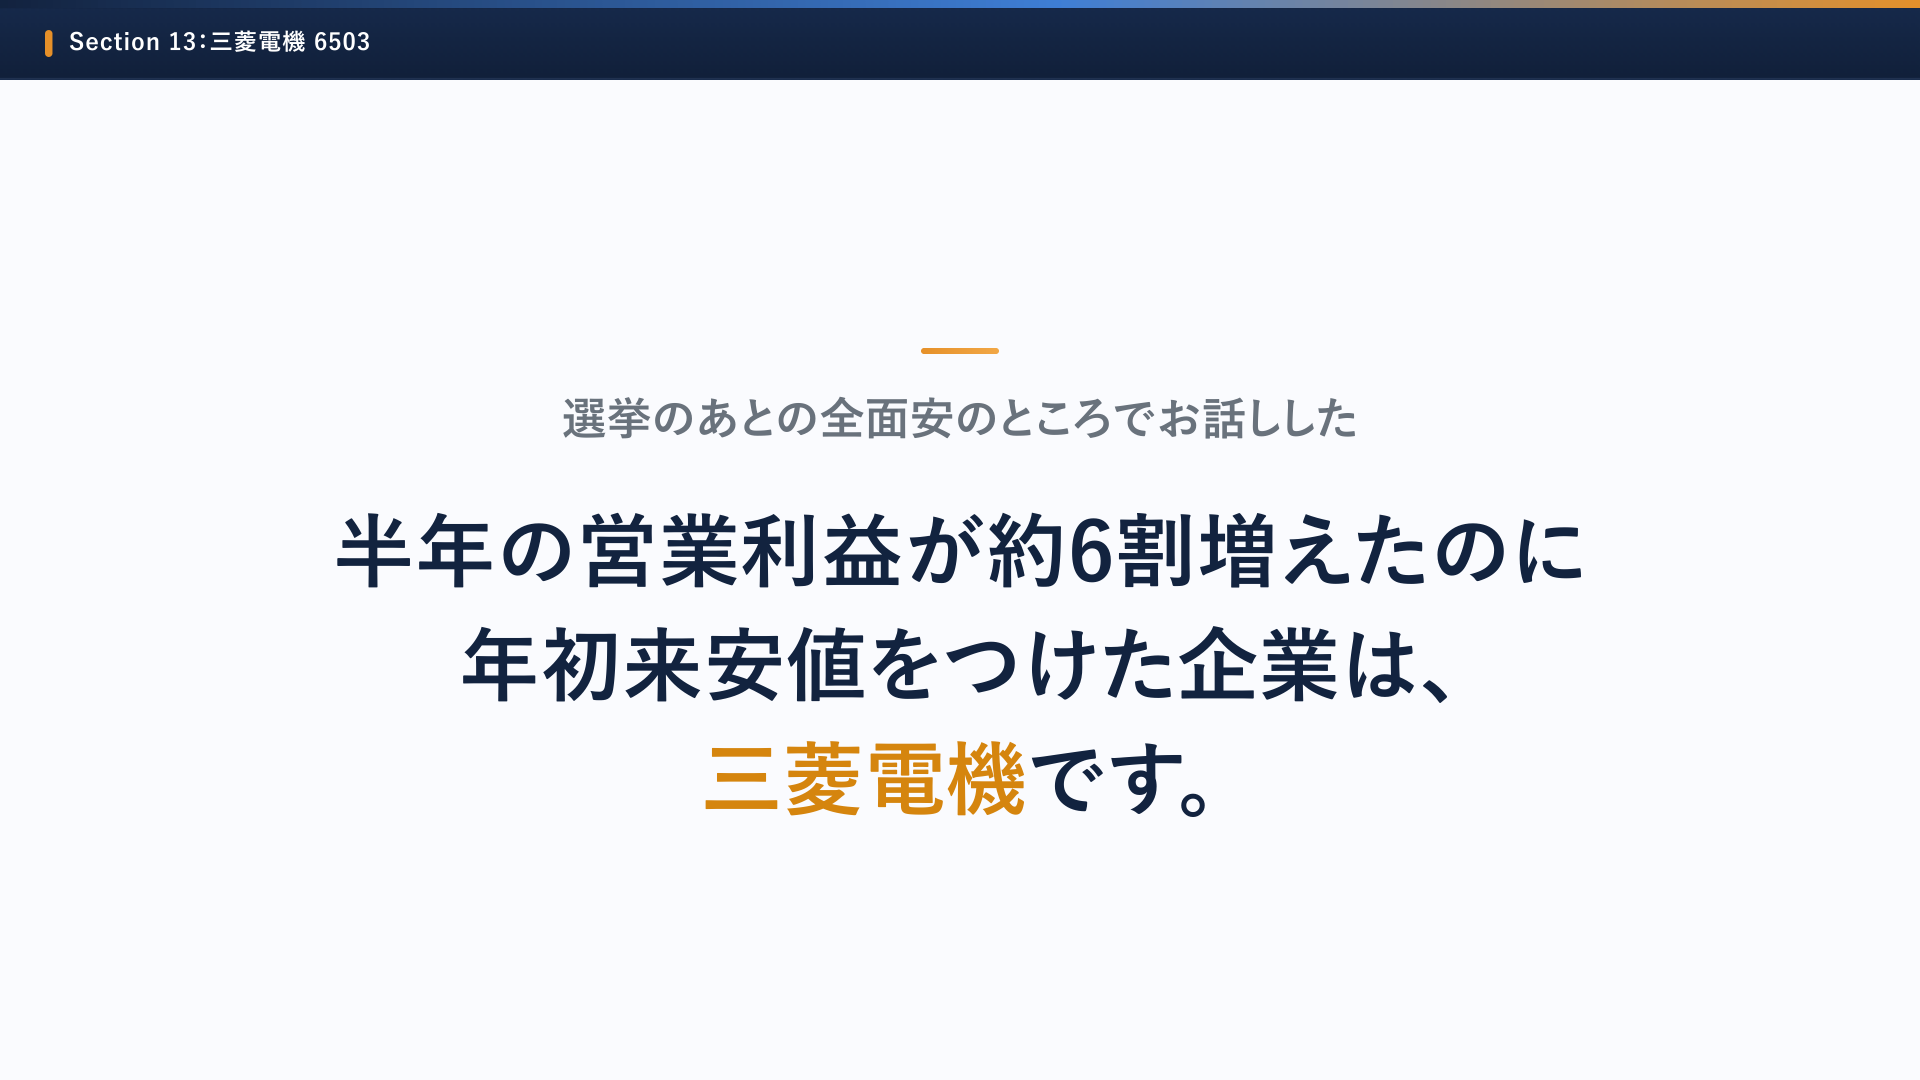 Section 13：三菱電機 6503
選挙のあとの全面安のところでお話しした
半年の営業利益が約6割増えたのに
年初来安値をつけた企業は、
三菱電機です。